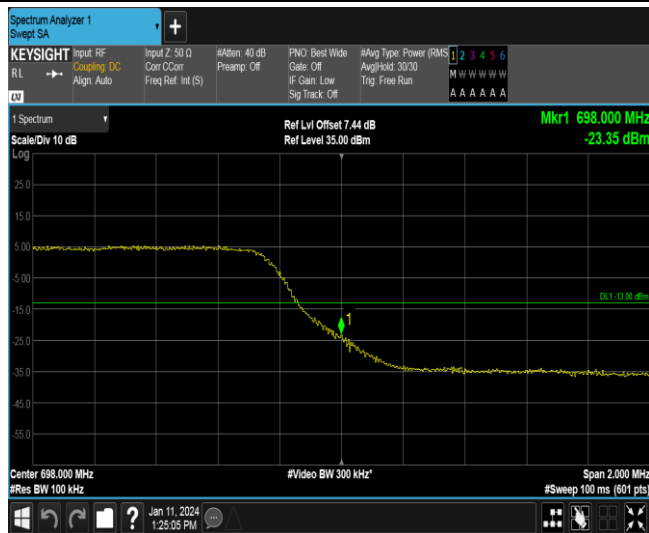 Spectrum Analyzer 1
Swept SA
+
KEYSIGHT Input: RF
RL Coupling: DC
Align: Auto
LXI
Input Z: 50 Ω
Corr CCorr
Freq Ref: Int (S)
#Atten: 40 dB
Preamp: Off
PNO: Best Wide
Gate: Off
IF Gain: Low
Sig Track: Off
#Avg Type: Power (RMS
Avg|Hold: 30/30
Trig: Free Run
1 2 3 4 5 6
M W W W W W
A A A A A A
1 Spectrum
Scale/Div 10 dB
Log
Ref Lvl Offset 7.44 dB
Ref Level 35.00 dBm
Mkr1 698.000 MHz
-23.35 dBm
25.0
15.0
5.00
-5.00
-15.0
-25.0
-35.0
-45.0
-55.0
DL1 -13.00 dBm
1
Center 698.000 MHz
#Res BW 100 kHz
#Video BW 300 kHz*
Span 2.000 MHz
#Sweep 100 ms (601 pts)
?
Jan 11, 2024
1:25:05 PM